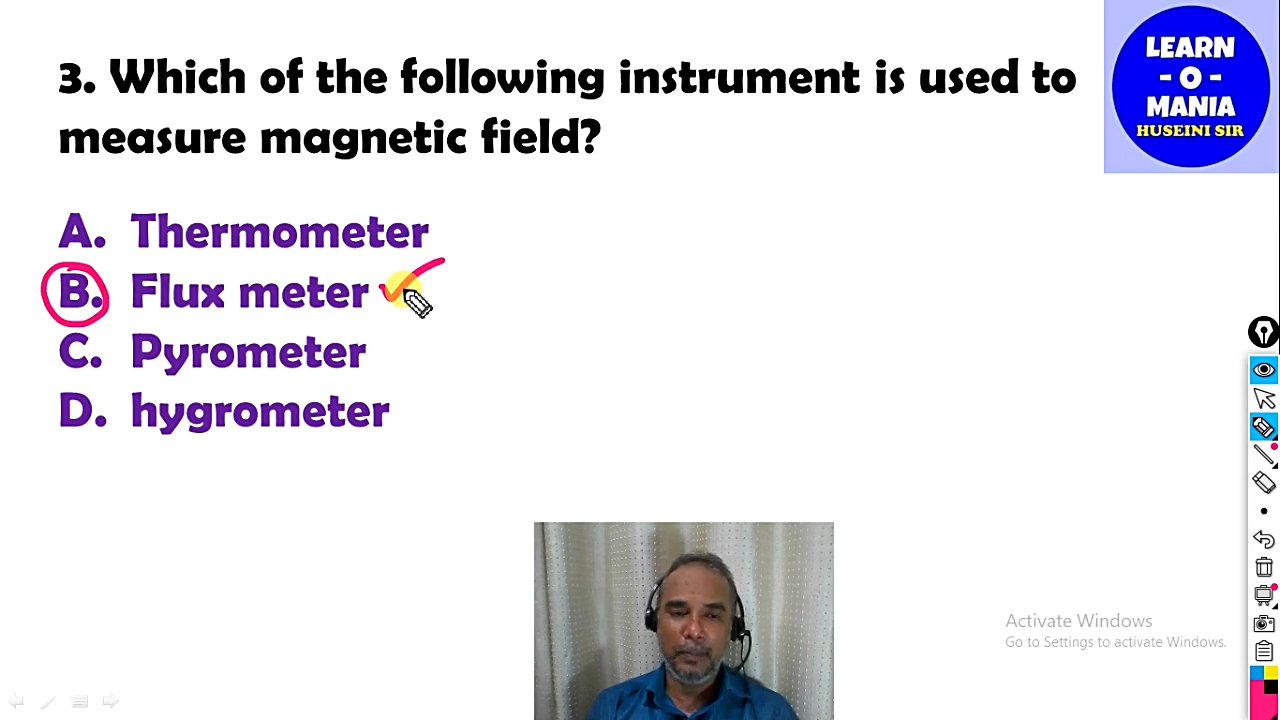 3. Which of the following instrument is used to
measure magnetic field?
LEARN
- O -
MANIA
HUSEINI SIR
A. Thermometer
B. Flux meter
C. Pyrometer
D. hygrometer
Activate Windows
Go to Settings to activate Windows.